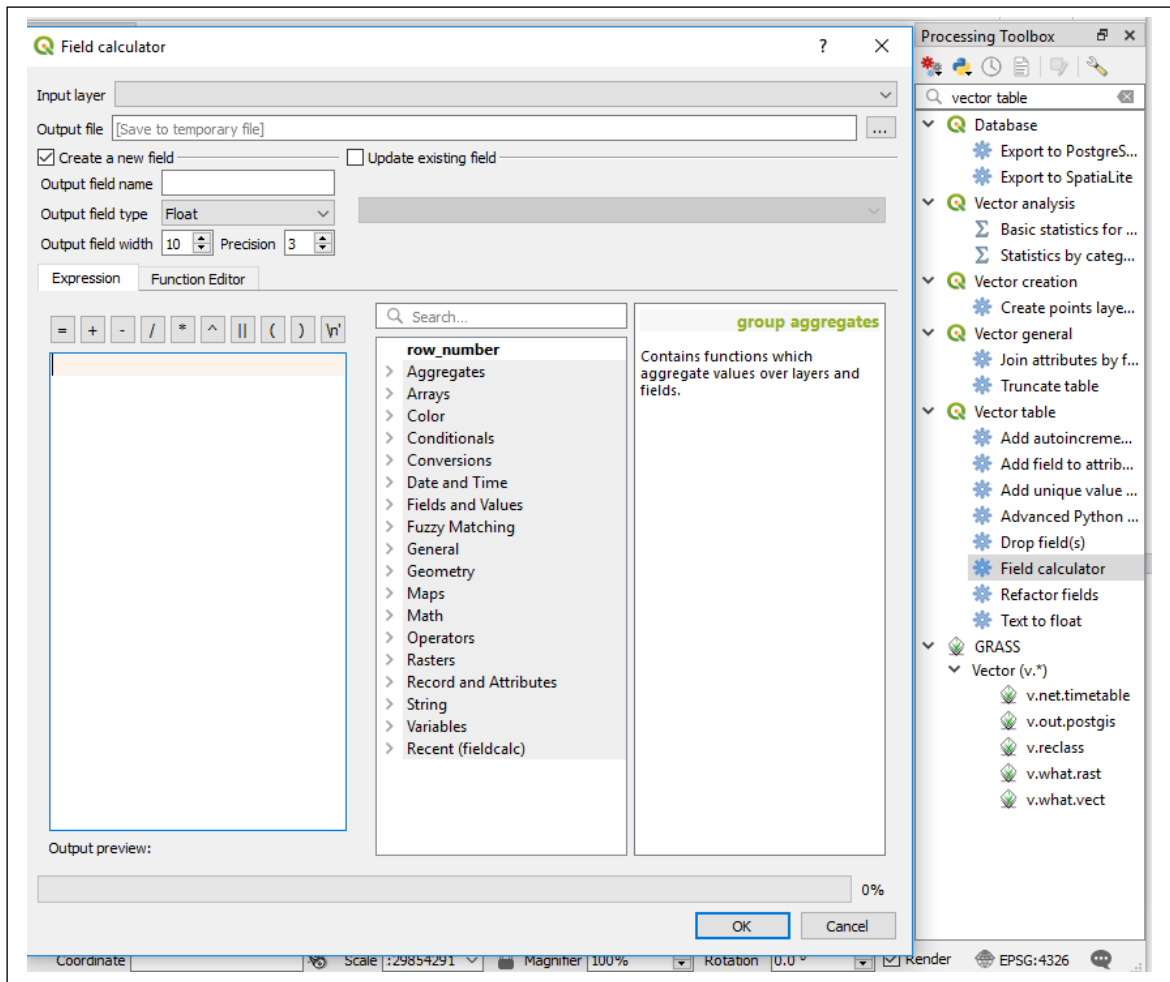 Field calculator
?
Input layer
Output file [Save to temporary file] ...
Create a new field
Update existing field
Output field name
Output field type Float
Output field width 10 Precision 3
Expression Function Editor
= + - / * ^ || ( ) \n'
Search...
row_number
Aggregates
Arrays
Color
Conditionals
Conversions
Date and Time
Fields and Values
Fuzzy Matching
General
Geometry
Maps
Math
Operators
Rasters
Record and Attributes
String
Variables
Recent (fieldcalc)
group aggregates
Contains functions which
aggregate values over layers and
fields.
Output preview:
0%
OK Cancel
Processing Toolbox
vector table
Database
Export to PostgreS...
Export to SpatiaLite
Vector analysis
Basic statistics for ...
Statistics by categ...
Vector creation
Create points laye...
Vector general
Join attributes by f...
Truncate table
Vector table
Add autoincreme...
Add field to attrib...
Add unique value ...
Advanced Python ...
Drop field(s)
Field calculator
Refactor fields
Text to float
GRASS
Vector (v.*)
v.net.timetable
v.out.postgis
v.reclass
v.what.rast
v.what.vect
Coordinate Scale :29854291 Magnifier 100% Rotation 0.0 ° Render EPSG:4326